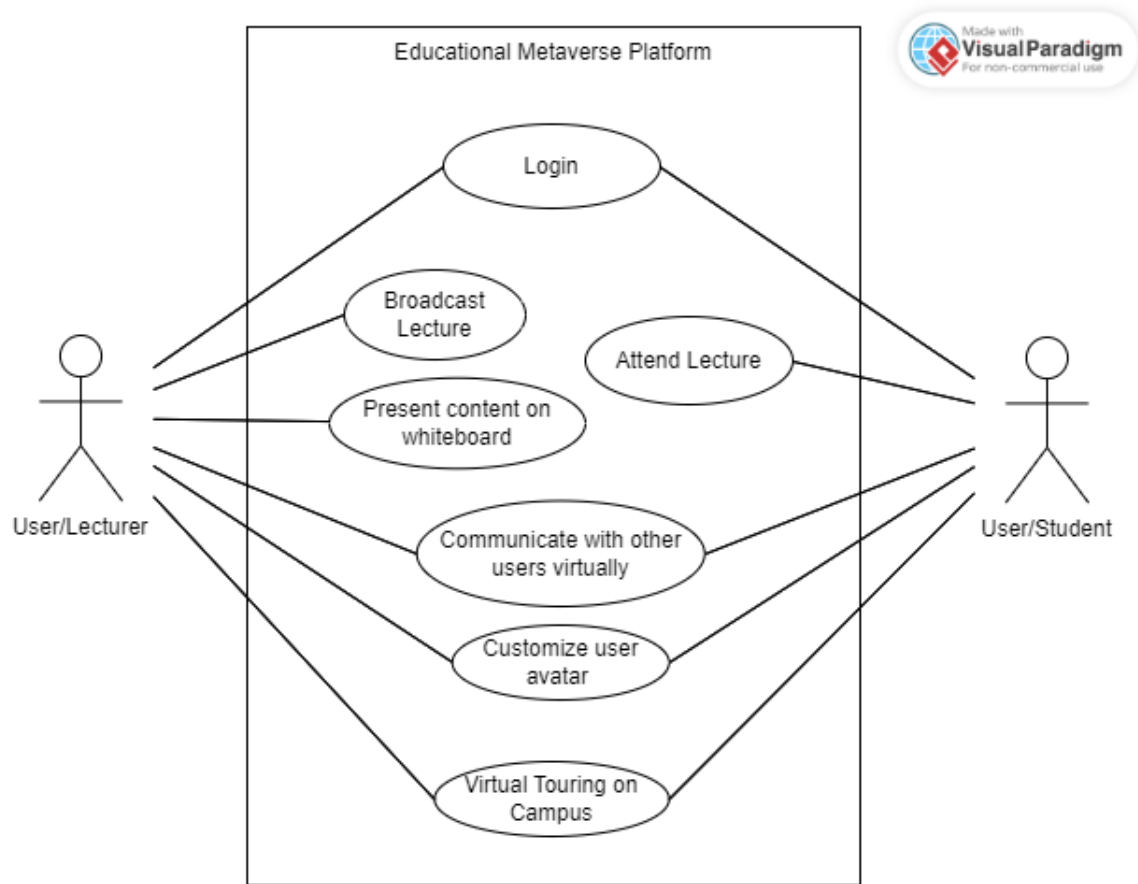 Educational Metaverse Platform
Made with
Visual Paradigm
For non-commercial use
Login
Broadcast
Lecture
Attend Lecture
Present content on
whiteboard
User/Lecturer
User/Student
Communicate with other
users virtually
Customize user
avatar
Virtual Touring on
Campus